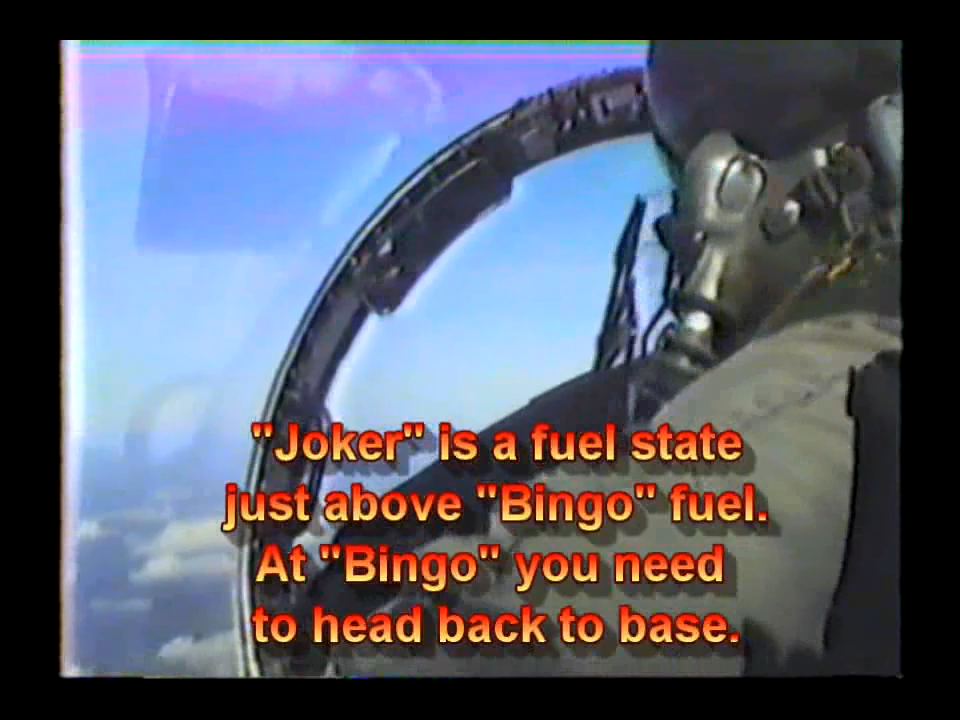 "Joker" is a fuel state
just above "Bingo" fuel.
At "Bingo" you need
to head back to base.